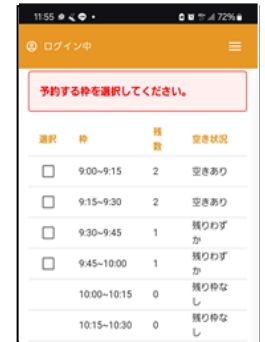 11:55
72%
ログイン中
予約する枠を選択してください。
選択 枠 残数 空き状況
9:00~9:15 2 空きあり
9:15~9:30 2 空きあり
9:30~9:45 1 残りわずか
9:45~10:00 1 残りわずか
10:00~10:15 0 残り枠なし
10:15~10:30 0 残り枠なし